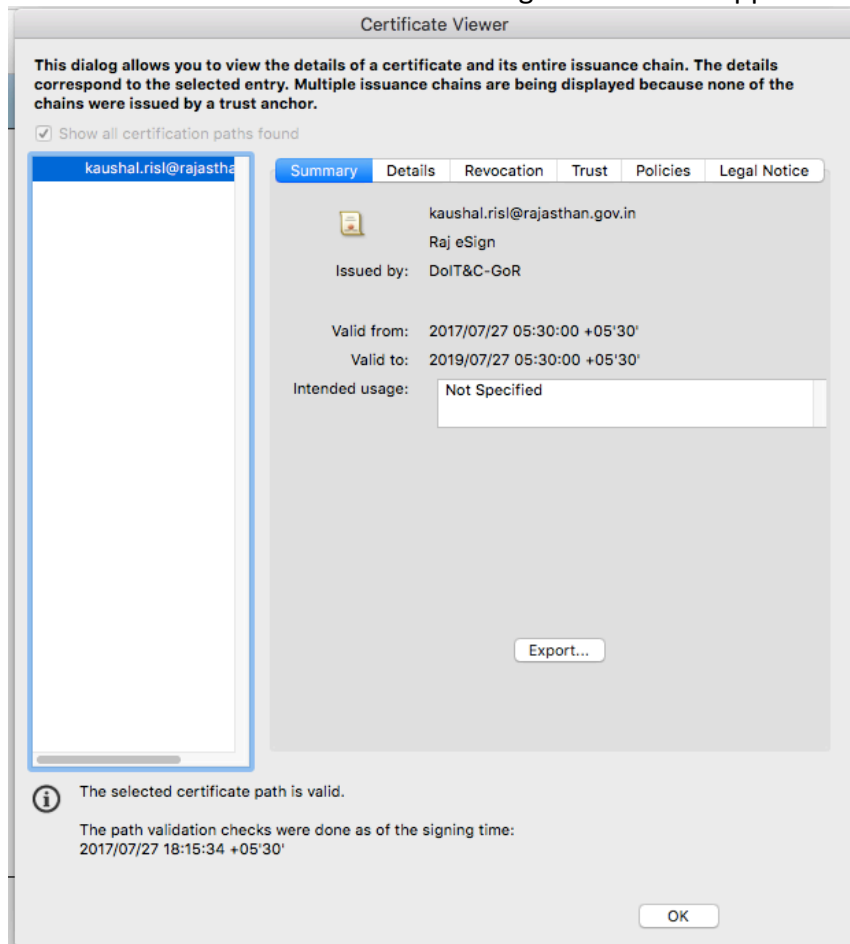 Certificate Viewer
This dialog allows you to view the details of a certificate and its entire issuance chain. The details
correspond to the selected entry. Multiple issuance chains are being displayed because none of the
chains were issued by a trust anchor.
Show all certification paths found
kaushal.risl@rajastha
Summary Details Revocation Trust Policies Legal Notice
kaushal.risl@rajasthan.gov.in
Raj eSign
Issued by: DoIT&C-GoR
Valid from: 2017/07/27 05:30:00 +05'30'
Valid to: 2019/07/27 05:30:00 +05'30'
Intended usage: Not Specified
Export...
The selected certificate path is valid.
The path validation checks were done as of the signing time:
2017/07/27 18:15:34 +05'30'
OK